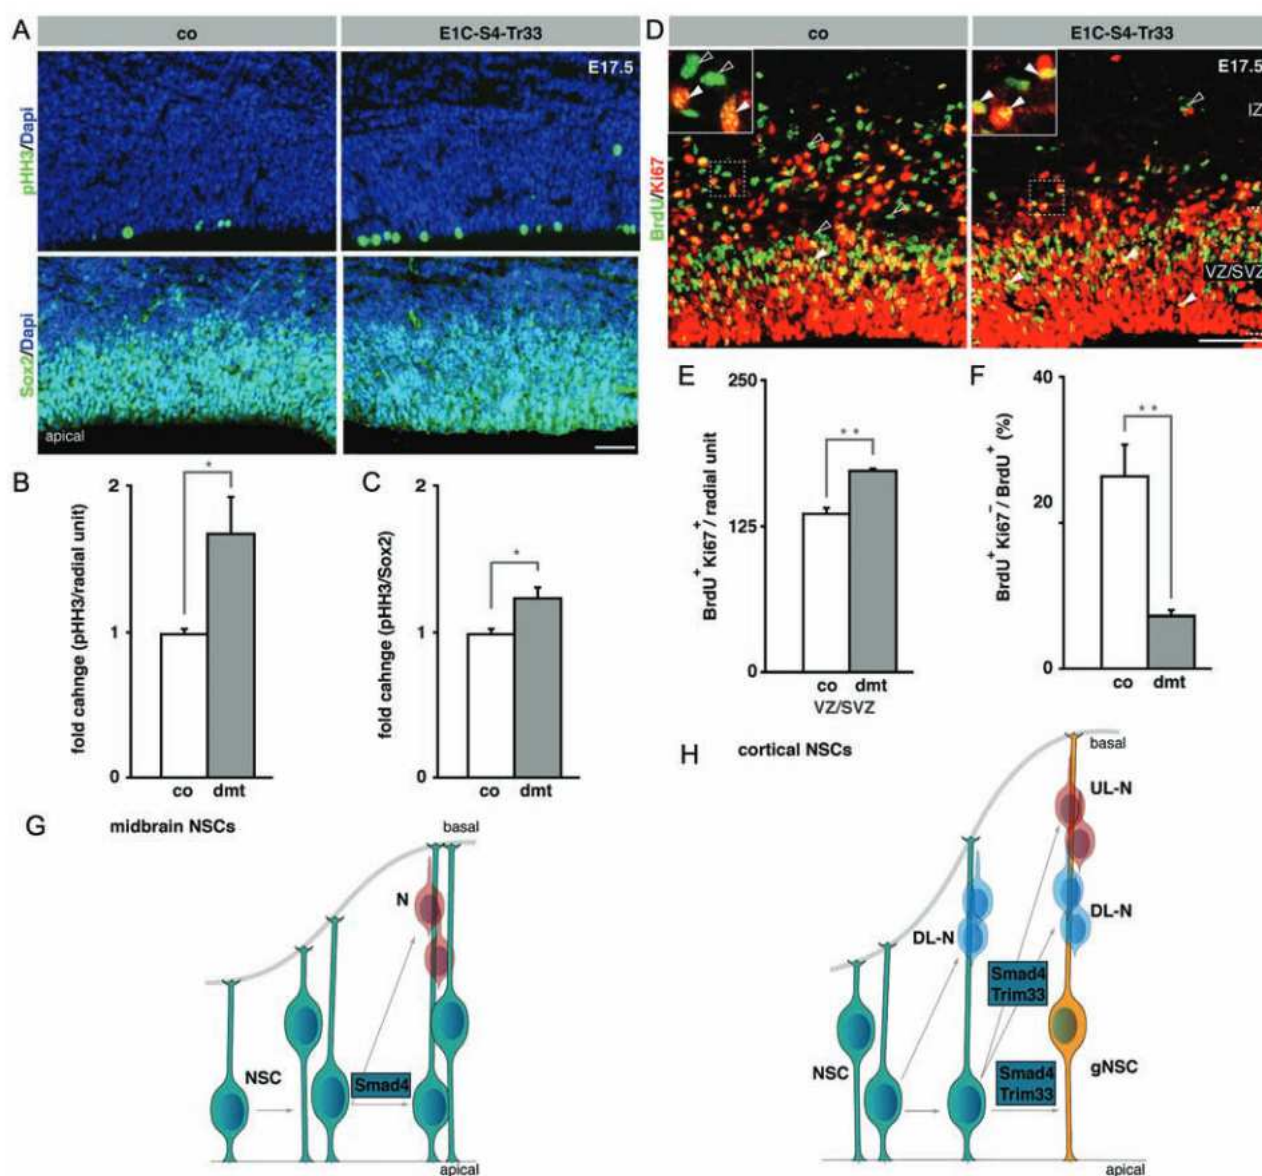 A
co
E1C-S4-Tr33
E17.5
pHH3/Dapi
Sox2/Dapi
apical
D
co
E1C-S4-Tr33
E17.5
IZ
VZ/SVZ
BrdU/Ki67
B
fold cahnge (pHH3/radial unit)
2
1
0
*
co dmt
C
fold cahnge (pHH3/Sox2)
2
1
0
*
co dmt
E
BrdU+Ki67+/radial unit
250
125
0
**
co dmt
VZ/SVZ
F
BrdU+Ki67−/BrdU+ (%)
40
20
0
**
co dmt
G
midbrain NSCs
basal
N
NSC
Smad4
apical
H
cortical NSCs
basal
UL-N
DL-N
DL-N
Smad4
Trim33
NSC
Smad4
Trim33
gNSC
apical